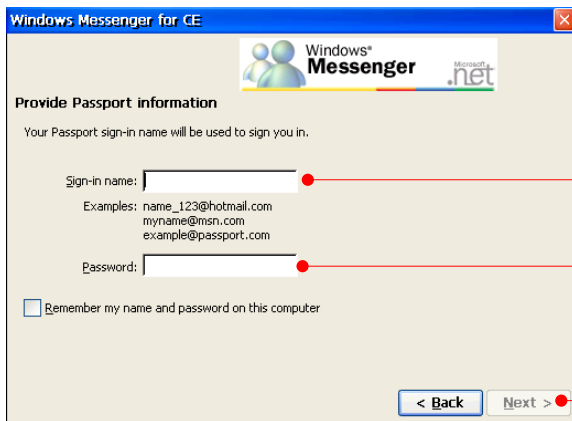 Windows Messenger for CE
Windows®
Messenger
Microsoft
.net
Provide Passport information
Your Passport sign-in name will be used to sign you in.
Sign-in name:
Examples: name_123@hotmail.com
myname@msn.com
example@passport.com
Password:
Remember my name and password on this computer
< Back
Next >